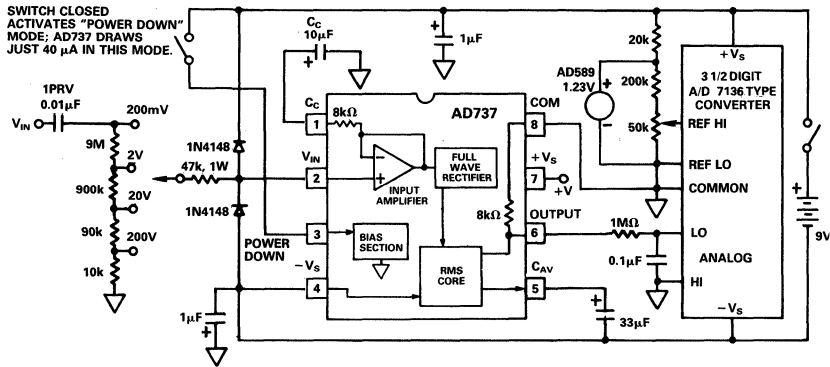 SWITCH CLOSED
ACTIVATES "POWER DOWN"
MODE; AD737 DRAWS
JUST 40 μA IN THIS MODE.
CC
10μF
+
1μF
+
20k
AD589
1.23V
+
–
200k
50k
+VS
3 1/2 DIGIT
A/D 7136 TYPE
CONVERTER
REF HI
REF LO
COMMON
LO
ANALOG
HI
–VS
+
9V
1PRV
0.01μF
VIN
200mV
9M
2V
900k
20V
90k
200V
10k
1N4148
47k, 1W
1N4148
POWER
DOWN
1μF
+
AD737
CC
1
8kΩ
VIN
2
–
+
INPUT
AMPLIFIER
FULL
WAVE
RECTIFIER
3
BIAS
SECTION
–VS
4
RMS
CORE
COM
8
+VS
7
+V
8kΩ
OUTPUT
6
CAV
5
1MΩ
0.1μF
+
33μF